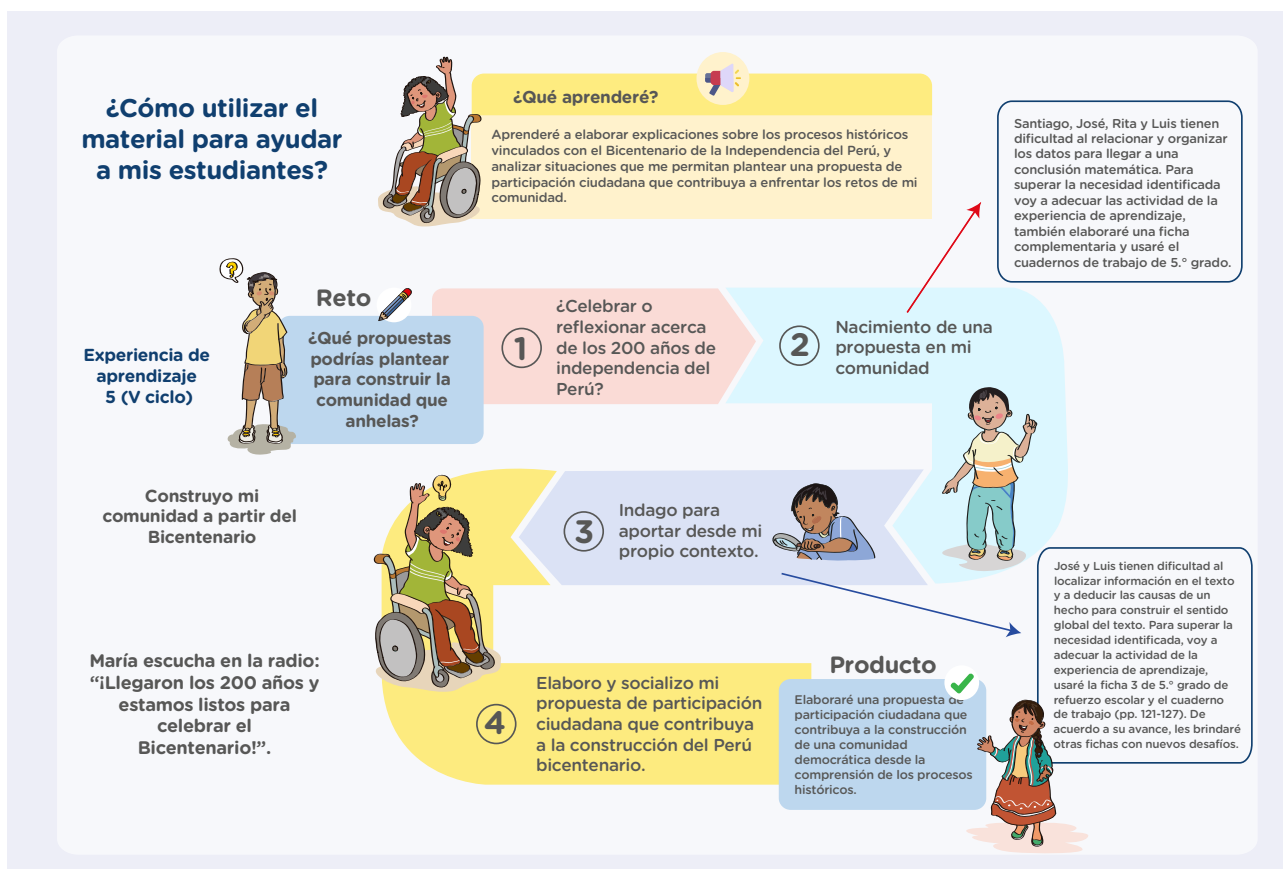 ¿Cómo utilizar el
material para ayudar
a mis estudiantes?
¿Qué aprenderé?
Aprenderé a elaborar explicaciones sobre los procesos históricos
vinculados con el Bicentenario de la Independencia del Perú, y
analizar situaciones que me permitan plantear una propuesta de
participación ciudadana que contribuya a enfrentar los retos de mi
comunidad.
Santiago, José, Rita y Luis tienen
dificultad al relacionar y organizar
los datos para llegar a una
conclusión matemática. Para
superar la necesidad identificada
voy a adecuar las actividad de la
experiencia de aprendizaje,
también elaboraré una ficha
complementaria y usaré el
cuadernos de trabajo de 5.° grado.
Experiencia de
aprendizaje
5 (V ciclo)
?
Reto
¿Qué propuestas
podrías plantear
para construir la
comunidad que
anhelas?
1
¿Celebrar o
reflexionar acerca
de los 200 años de
independencia del
Perú?
2
Nacimiento de una
propuesta en mi
comunidad
Construyo mi
comunidad a partir del
Bicentenario
3
Indago para
aportar desde mi
propio contexto.
José y Luis tienen dificultad al
localizar información en el texto
y a deducir las causas de un
hecho para construir el sentido
global del texto. Para superar la
necesidad identificada, voy a
adecuar la actividad de la
experiencia de aprendizaje,
usaré la ficha 3 de 5.° grado de
refuerzo escolar y el cuaderno
de trabajo (pp. 121-127). De
acuerdo a su avance, les brindaré
otras fichas con nuevos desafíos.
María escucha en la radio:
“¡Llegaron los 200 años y
estamos listos para
celebrar el
Bicentenario!”.
4
Elaboro y socializo mi
propuesta de participación
ciudadana que contribuya
a la construcción del Perú
bicentenario.
Producto
Elaboraré una propuesta de
participación ciudadana que
contribuya a la construcción
de una comunidad
democrática desde la
comprensión de los procesos
históricos.